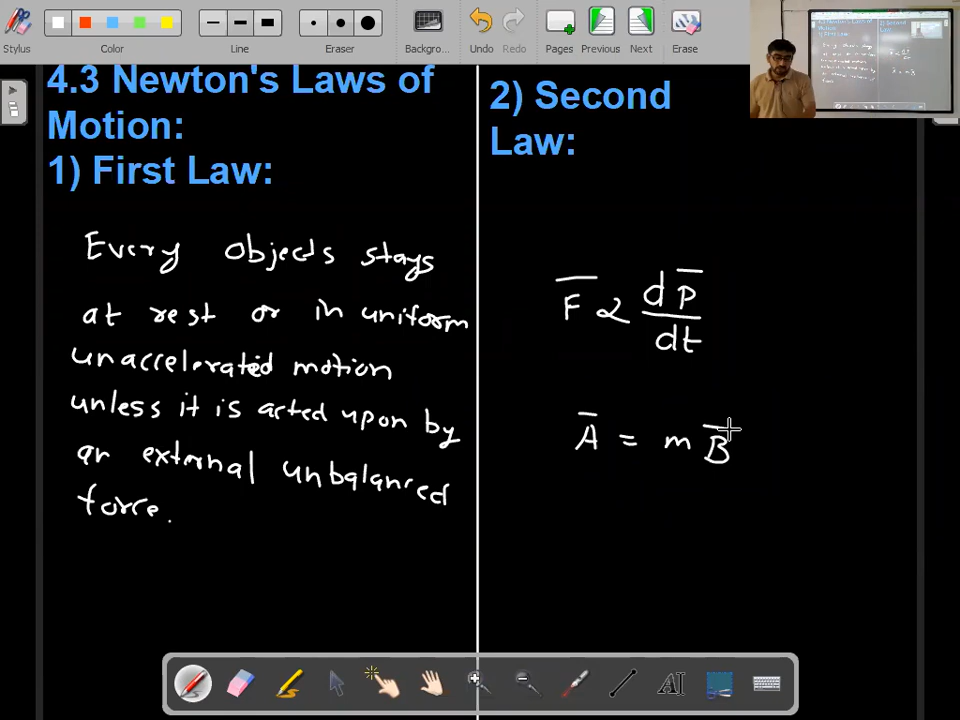 Stylus
Color
Line
Eraser
Backgro...
Undo
Redo
Pages
Previous
Next
Erase
4.3 Newton's Laws of
Motion:
1) First Law:
Every objects stays
at rest or in uniform
unaccelerated motion
unless it is acted upon by
an external unbalanced
force.
2) Second
Law:
F̅ ∝ dp̅/dt
A̅ = m B̅
AI